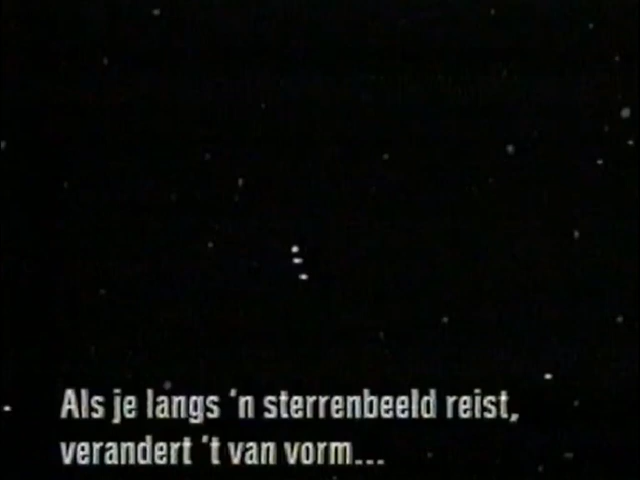 Als je langs 'n sterrenbeeld reist,
verandert 't van vorm...